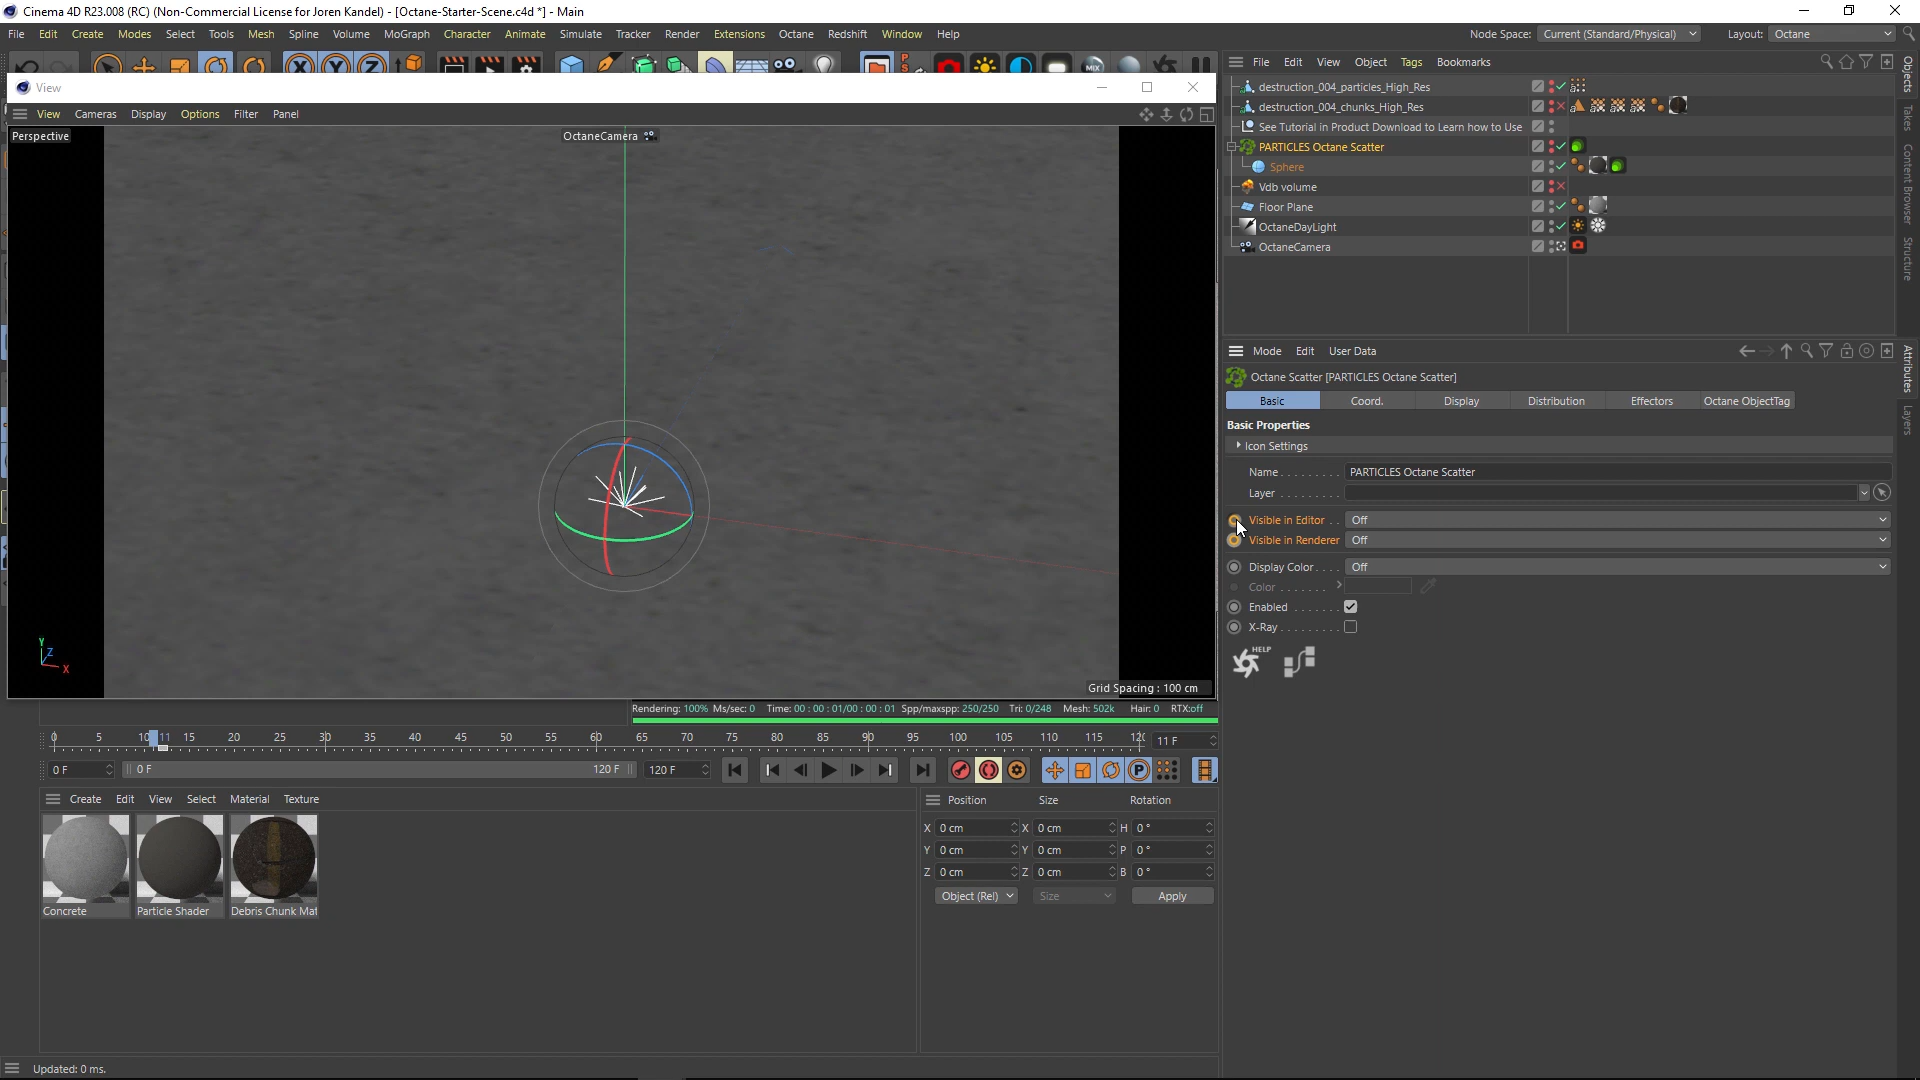 Cinema 4D R23.008 (RC) (Non-Commercial License for Joren Kandel) - [Octane-Starter-Scene.c4d *] - Main
File Edit Create Modes Select Tools Mesh Spline Volume MoGraph Character Animate Simulate Tracker Render Extensions Octane Redshift Window Help
Node Space: Current (Standard/Physical) Layout: Octane
View
View Cameras Display Options Filter Panel
Perspective
OctaneCamera
Y
Z
X
Grid Spacing : 100 cm
File Edit View Object Tags Bookmarks
destruction_004_particles_High_Res
destruction_004_chunks_High_Res
See Tutorial in Product Download to Learn how to Use
PARTICLES Octane Scatter
Sphere
Vdb volume
Floor Plane
OctaneDayLight
OctaneCamera
Objects
Takes
Content Browser
Structure
Mode Edit User Data
Octane Scatter [PARTICLES Octane Scatter]
Basic Coord. Display Distribution Effectors Octane ObjectTag
Basic Properties
Icon Settings
Name . . . . . . . . . PARTICLES Octane Scatter
Layer . . . . . . . . .
Visible in Editor . . Off
Visible in Renderer Off
Display Color . . . . Off
Color . . . . . . .
Enabled . . . . . . .
X-Ray . . . . . . . . .
HELP
Attributes
Layers
Rendering: 100% Ms/sec: 0 Time: 00 : 00 : 01/00 : 00 : 01 Spp/maxspp: 250/250 Tri: 0/248 Mesh: 502k Hair: 0 RTX:off
0 5 10 11 15 20 25 30 35 40 45 50 55 60 65 70 75 80 85 90 95 100 105 110 115 120 11 F
0 F 0 F 120 F 120 F
Create Edit View Select Material Texture
Concrete
Particle Shader
Debris Chunk Mat
Position Size Rotation
X 0 cm X 0 cm H 0 °
Y 0 cm Y 0 cm P 0 °
Z 0 cm Z 0 cm B 0 °
Object (Rel) Size Apply
Updated: 0 ms.